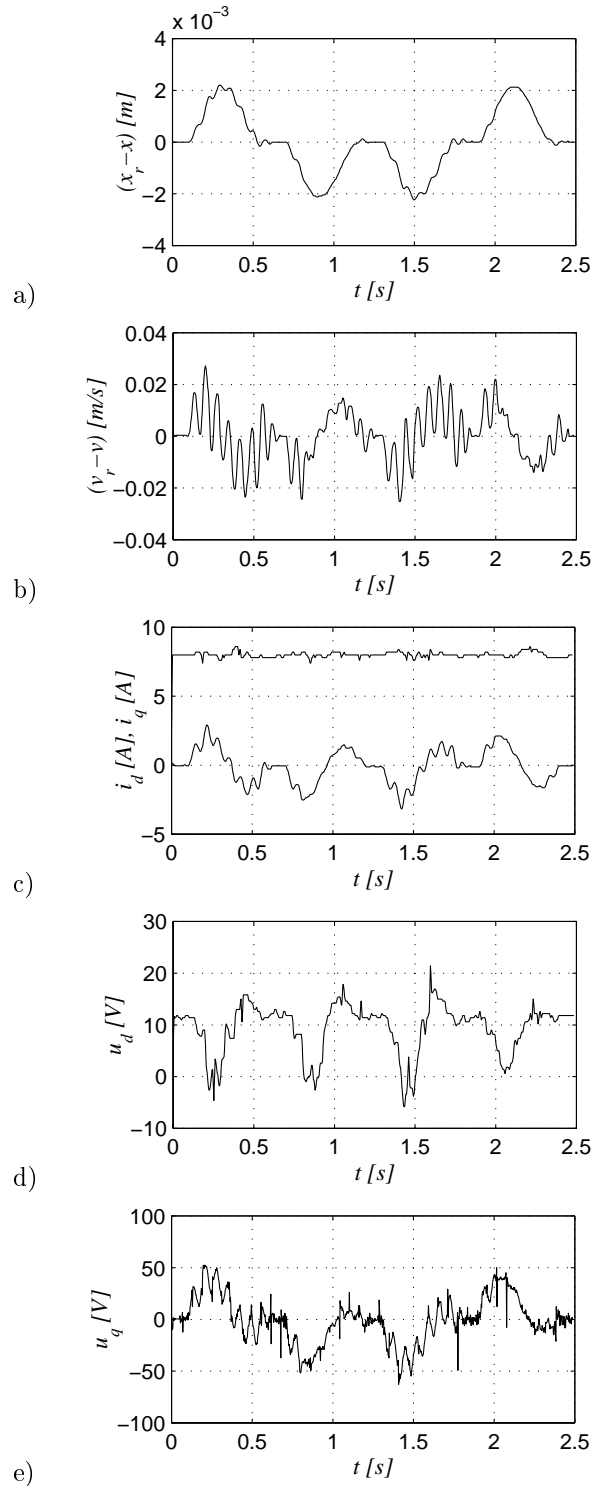 x 10⁻³
4
2
0
−2
−4
(x_r−x) [m]
0 0.5 1 1.5 2 2.5
t [s]
a)
0.04
0.02
0
−0.02
−0.04
(v_r−v) [m/s]
0 0.5 1 1.5 2 2.5
t [s]
b)
10
5
0
−5
i_d [A], i_q [A]
0 0.5 1 1.5 2 2.5
t [s]
c)
30
20
10
0
−10
u_d [V]
0 0.5 1 1.5 2 2.5
t [s]
d)
100
50
0
−50
−100
u_q [V]
0 0.5 1 1.5 2 2.5
t [s]
e)